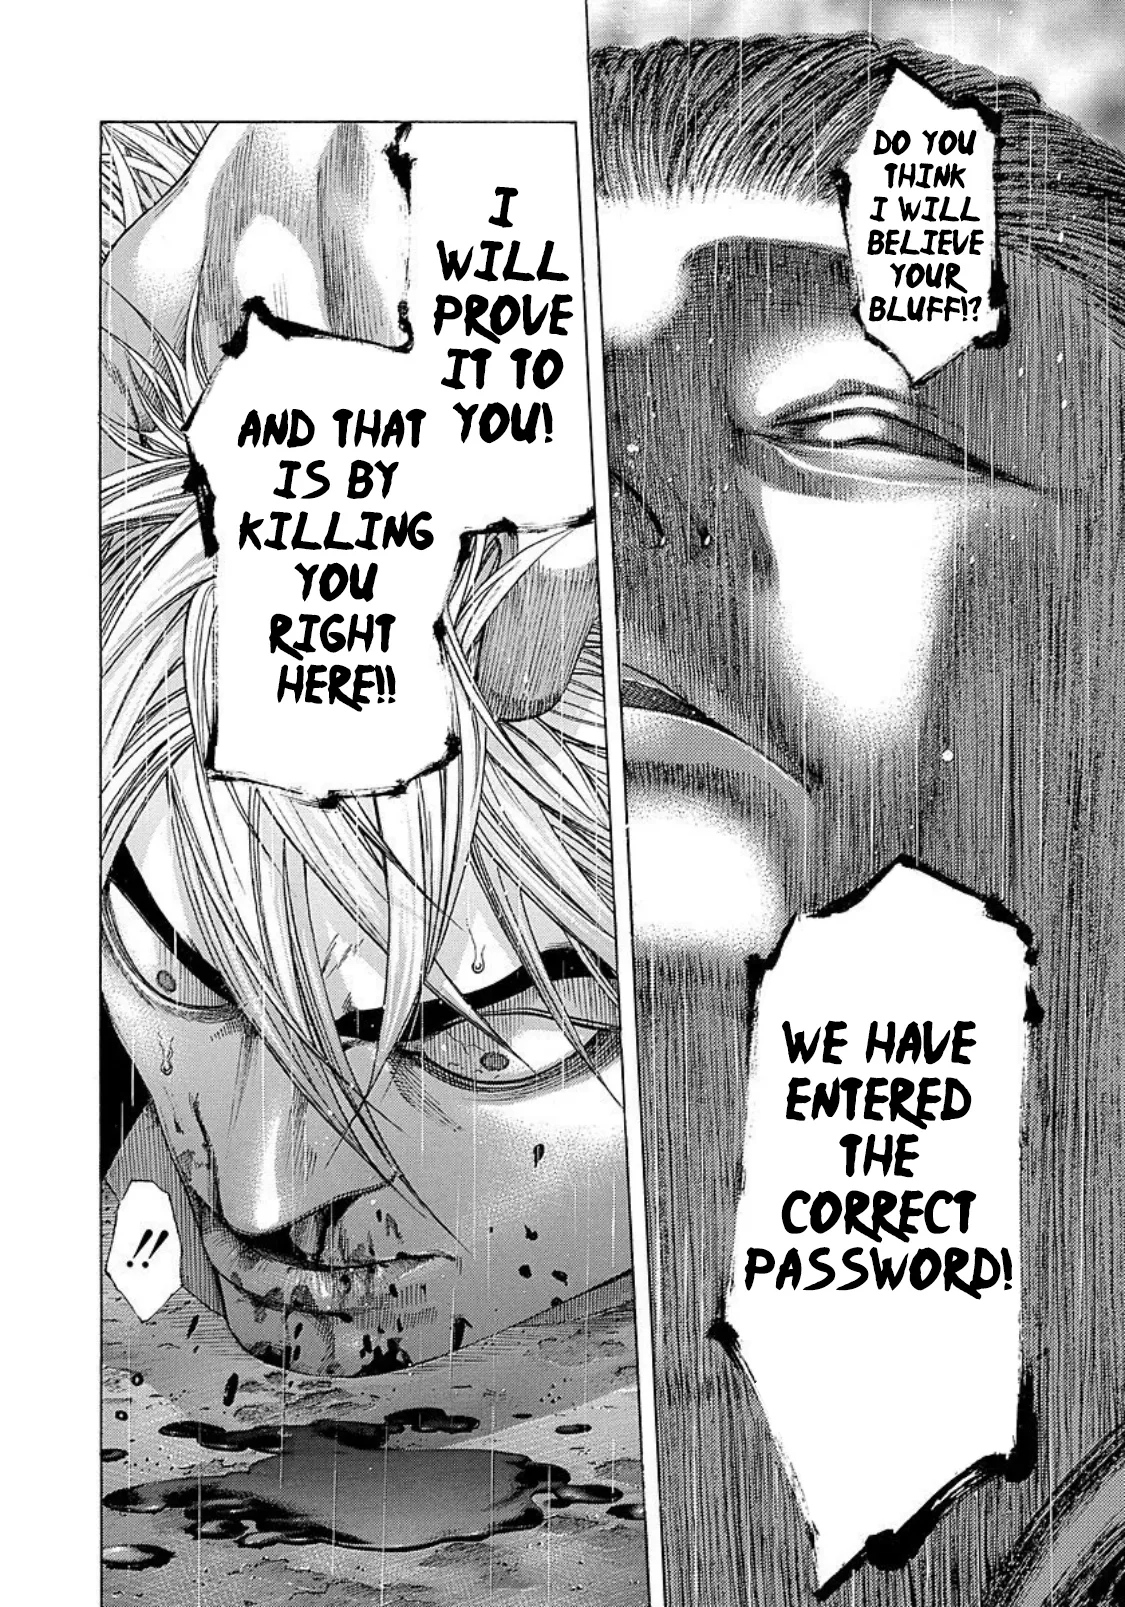 DO YOU
THINK
I WILL
BELIEVE
YOUR
BLUFF!?
WE HAVE
ENTERED
THE
CORRECT
PASSWORD!
I
WILL
PROVE
IT TO
YOU!
AND THAT
IS BY
KILLING
YOU
RIGHT
HERE!!
!!